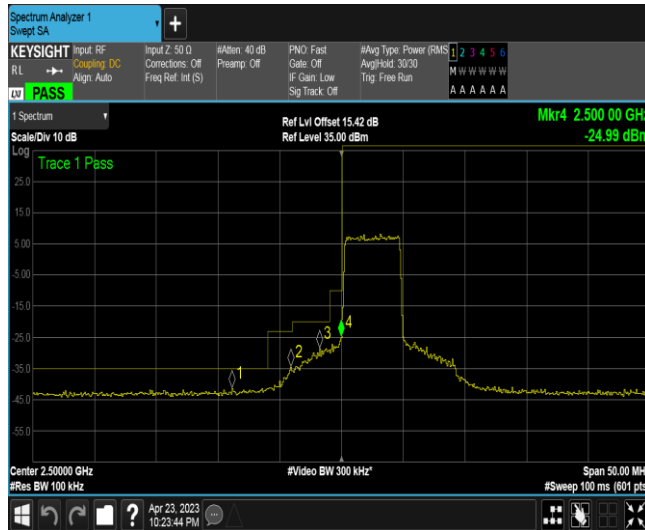 Spectrum Analyzer 1
Swept SA
KEYSIGHT
RL
LXI PASS
Input: RF
Coupling: DC
Align: Auto
Input Z: 50 Ω
Corrections: Off
Freq Ref: Int (S)
#Atten: 40 dB
Preamp: Off
PNO: Fast
Gate: Off
IF Gain: Low
Sig Track: Off
#Avg Type: Power (RMS
Avg|Hold: 30/30
Trig: Free Run
1 2 3 4 5 6
M W W W W W
A A A A A A
1 Spectrum
Scale/Div 10 dB
Ref Lvl Offset 15.42 dB
Ref Level 35.00 dBm
Mkr4 2.500 00 GHz
-24.99 dBm
Log
Trace 1 Pass
25.0
15.0
5.00
-5.00
-15.0
-25.0
-35.0
-45.0
-55.0
1
2
3
4
Center 2.50000 GHz
#Res BW 100 kHz
#Video BW 300 kHz*
Span 50.00 MH
#Sweep 100 ms (601 pts
?
Apr 23, 2023
10:23:44 PM